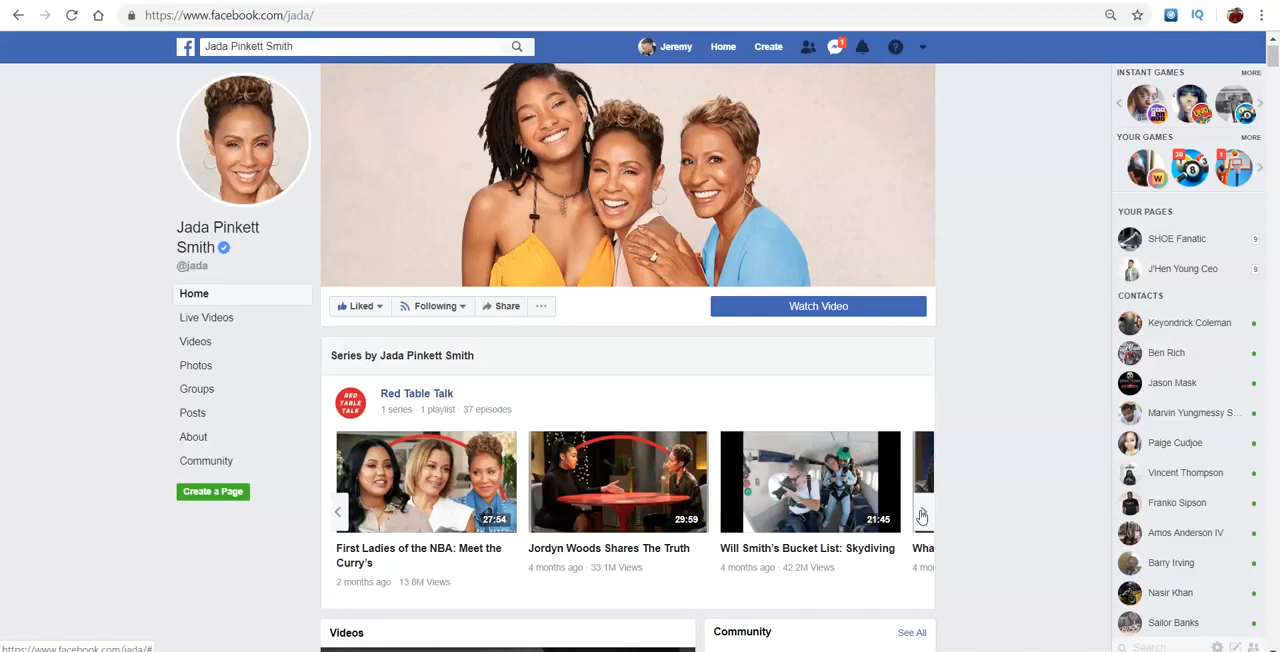 https://www.facebook.com/jada/
Jada Pinkett Smith
Jeremy
Home
Create
1
Jada Pinkett
Smith
@jada
Home
Live Videos
Videos
Photos
Groups
Posts
About
Community
Create a Page
Liked
Following
Share
Watch Video
Series by Jada Pinkett Smith
RED
TABLE
TALK
Red Table Talk
1 series · 1 playlist · 37 episodes
27:54
29:59
21:45
First Ladies of the NBA: Meet the
Curry's
2 months ago · 13.8M Views
Jordyn Woods Shares The Truth
4 months ago · 33.1M Views
Will Smith's Bucket List: Skydiving
4 months ago · 42.2M Views
Wha
4 mo
Videos
Community
See All
INSTANT GAMES
MORE
YOUR GAMES
MORE
W
30
8
1
YOUR PAGES
SHOE Fanatic
9
J'Hen Young Ceo
9
CONTACTS
Keyondrick Coleman
Ben Rich
Jason Mask
Marvin Yungmessy S...
Paige Cudjoe
Vincent Thompson
Franko Sipson
Amos Anderson IV
Barry Irving
Nasir Khan
Sailor Banks
Search
https://www.facebook.com/jada/#